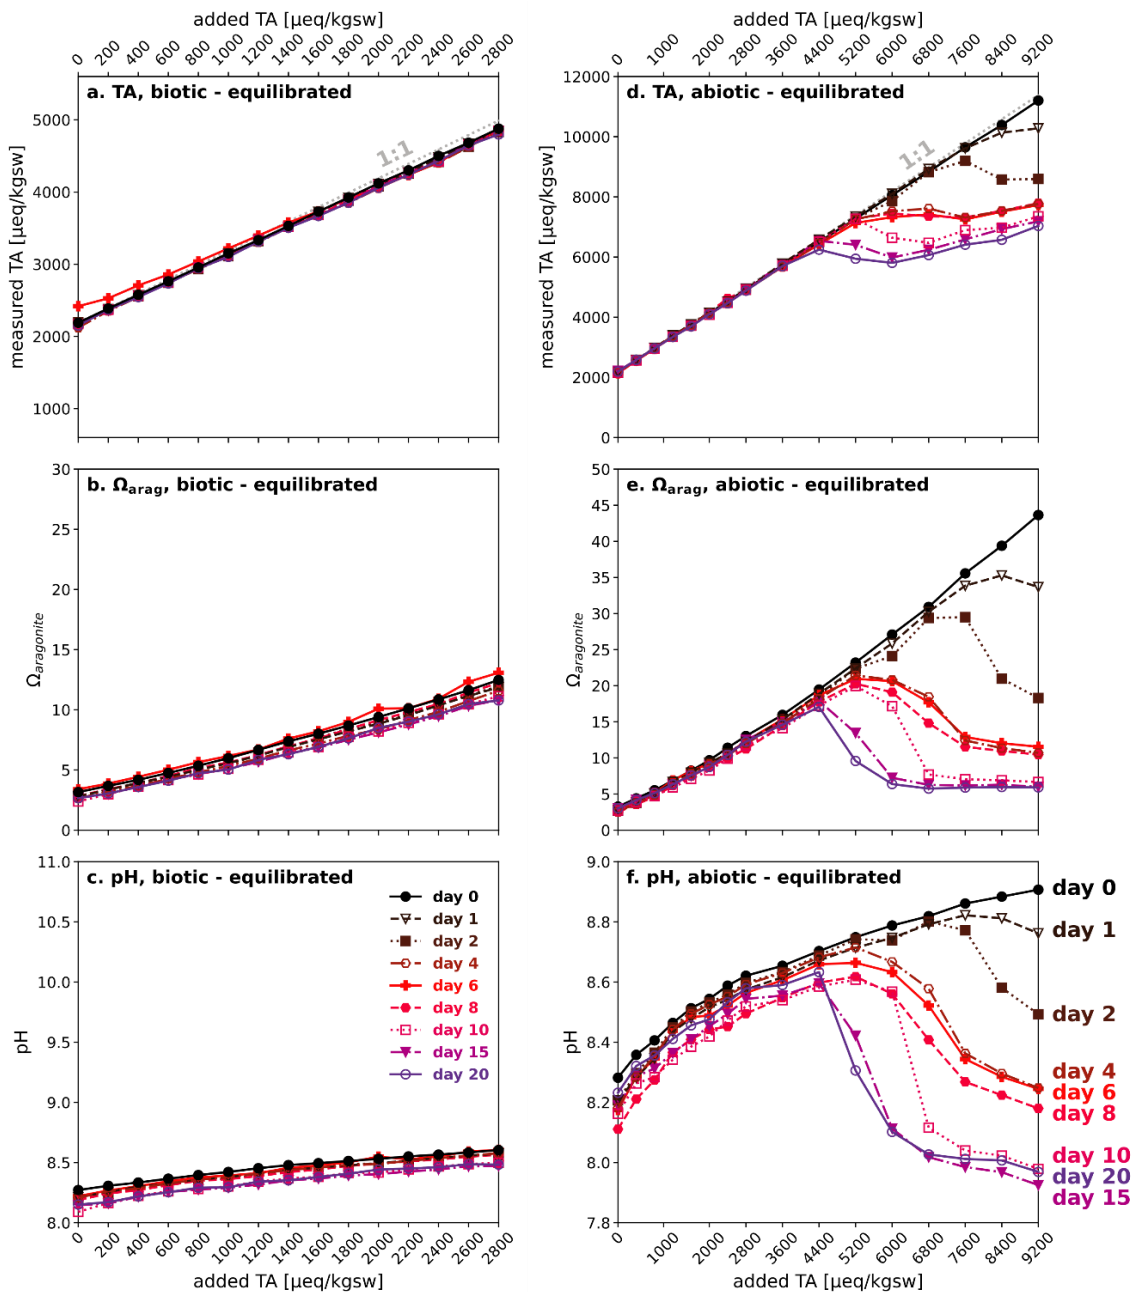 added TA [µeq/kgsw]
0 200 400 600 800 1000 1200 1400 1600 1800 2000 2200 2400 2600 2800
a. TA, biotic - equilibrated
1:1
5000
4000
3000
2000
1000
measured TA [µeq/kgsw]
added TA [µeq/kgsw]
0 1000 2000 2800 3600 4400 5200 6000 6800 7600 8400 9200
d. TA, abiotic - equilibrated
1:1
12000
10000
8000
6000
4000
2000
0
measured TA [µeq/kgsw]
b. Ωarag, biotic - equilibrated
30
25
20
15
10
5
0
Ωaragonite
e. Ωarag, abiotic - equilibrated
50
45
40
35
30
25
20
15
10
5
0
c. pH, biotic - equilibrated
11.0
10.5
10.0
9.5
9.0
8.5
8.0
pH
day 0
day 1
day 2
day 4
day 6
day 8
day 10
day 15
day 20
0 200 400 600 800 1000 1200 1400 1600 1800 2000 2200 2400 2600 2800
added TA [µeq/kgsw]
f. pH, abiotic - equilibrated
9.0
8.8
8.6
8.4
8.2
8.0
7.8
pH
day 0
day 1
day 2
day 4
day 6
day 8
day 10
day 20
day 15
0 1000 2000 2800 3600 4400 5200 6000 6800 7600 8400 9200
added TA [µeq/kgsw]